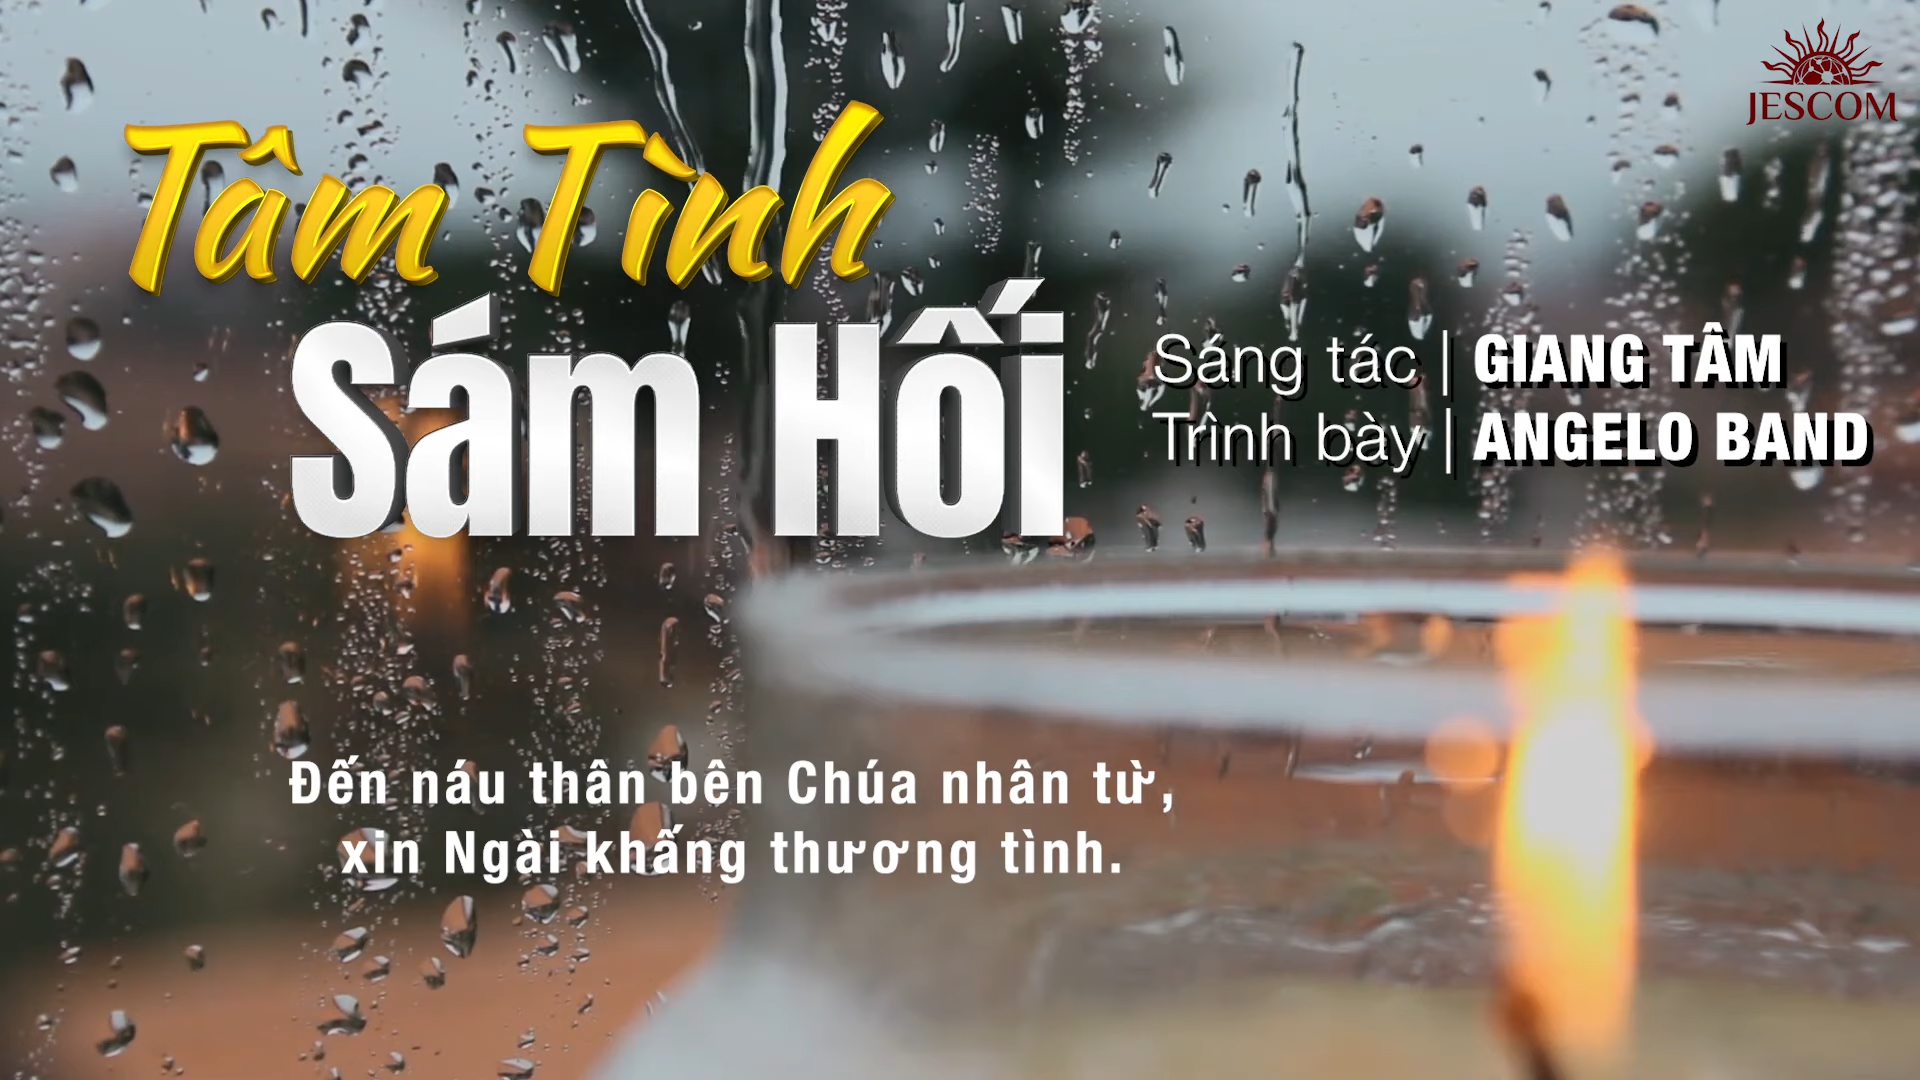 JESCOM
Tâm Tình
Sám Hối
Sáng tác | GIANG TÂM
Trình bày | ANGELO BAND
Đến náu thân bên Chúa nhân từ,
xin Ngài khấng thương tình.